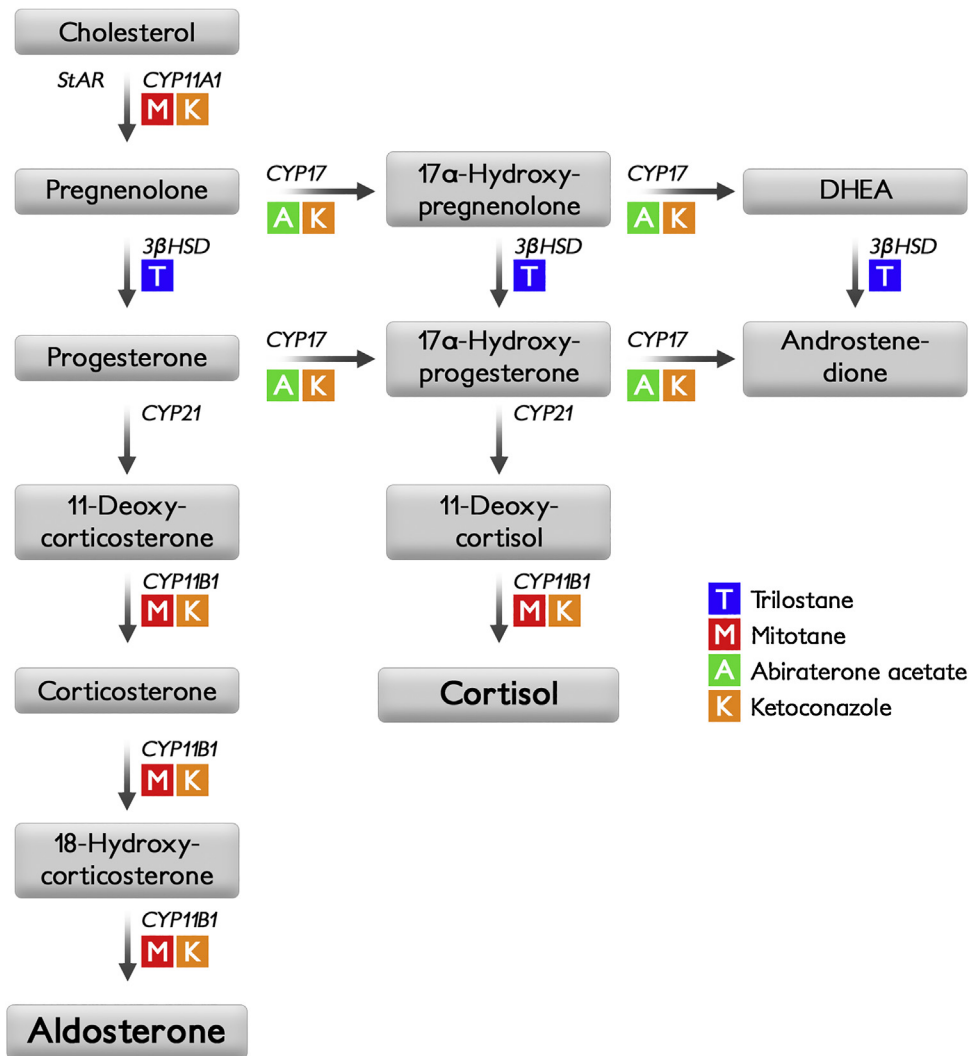 Cholesterol
StAR
CYP11A1
M K
Pregnenolone
CYP17
A K
17α-Hydroxy-
pregnenolone
CYP17
A K
DHEA
3βHSD
T
3βHSD
T
3βHSD
T
Progesterone
CYP17
A K
17α-Hydroxy-
progesterone
CYP17
A K
Androstene-
dione
CYP21
CYP21
11-Deoxy-
corticosterone
11-Deoxy-
cortisol
CYP11B1
M K
CYP11B1
M K
Corticosterone
Cortisol
T Trilostane
M Mitotane
A Abiraterone acetate
K Ketoconazole
CYP11B1
M K
18-Hydroxy-
corticosterone
CYP11B1
M K
Aldosterone